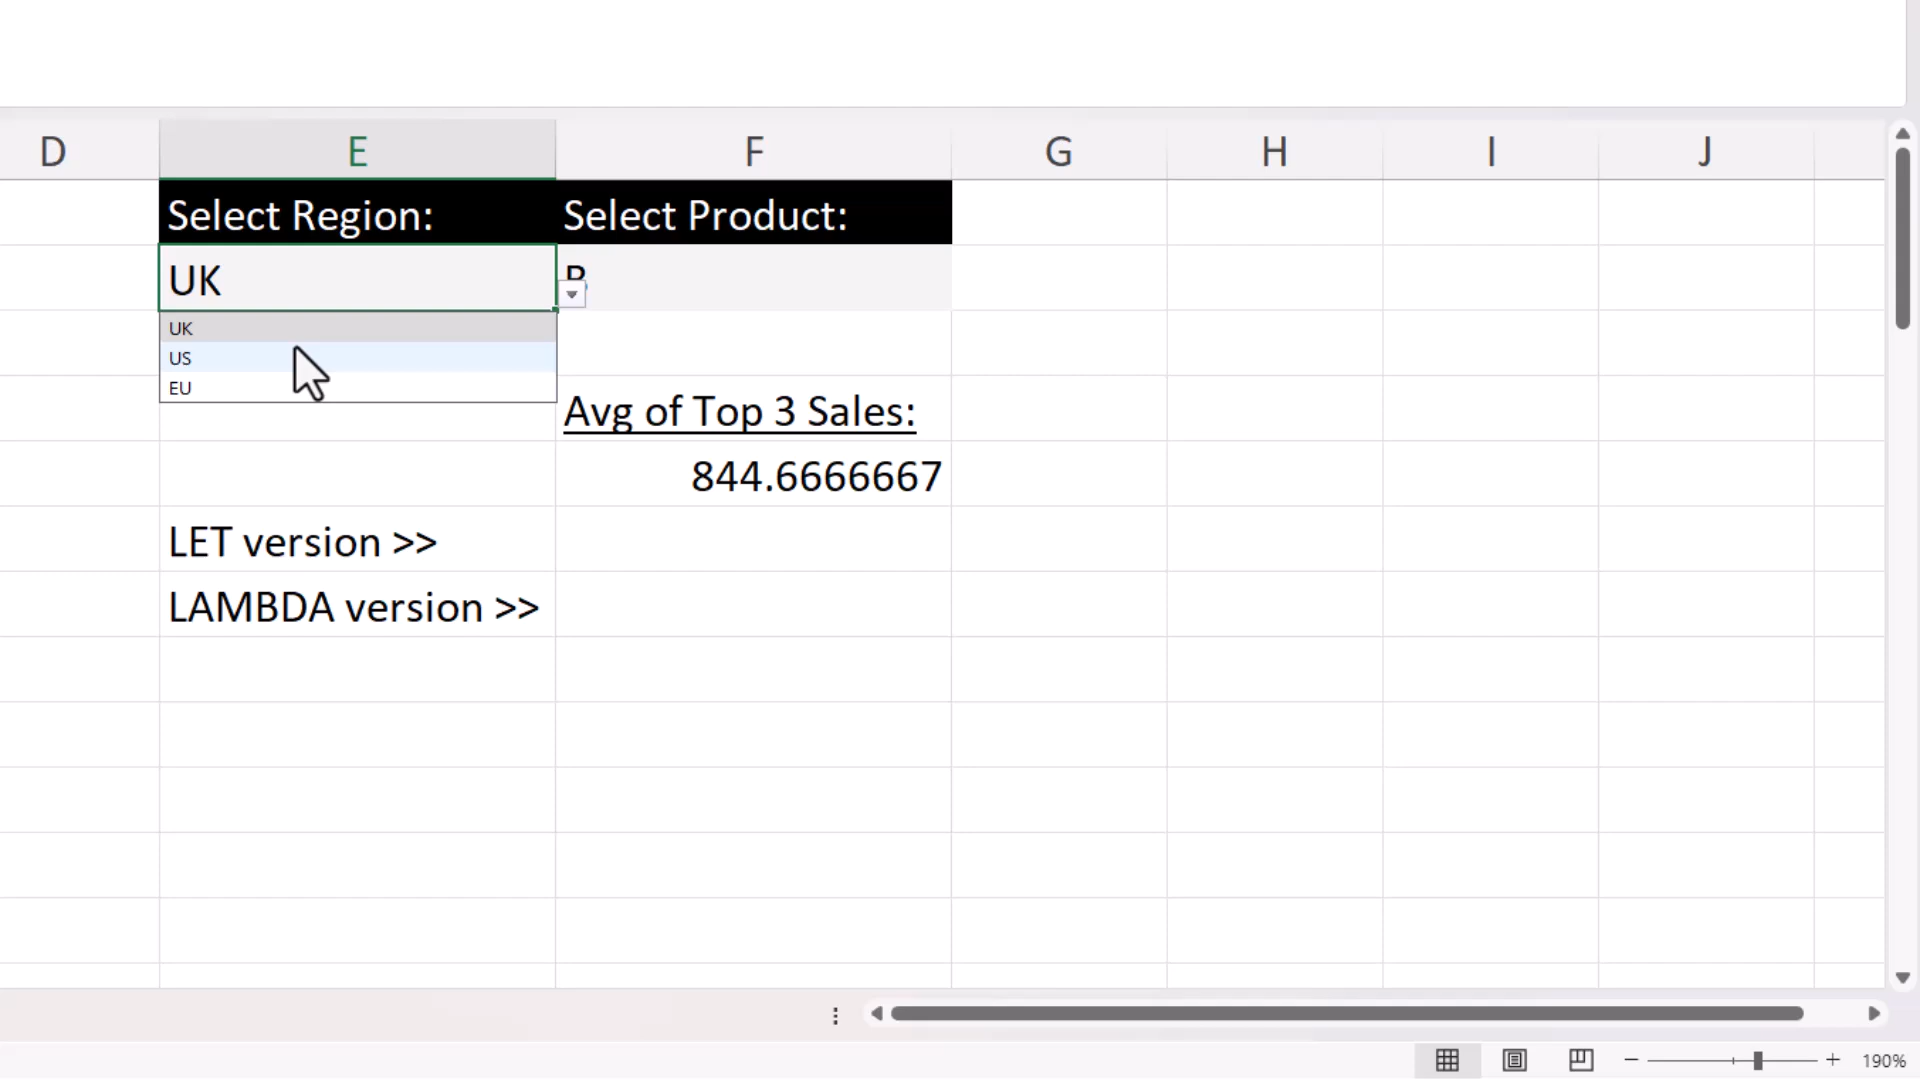 D E F G H I J
Select Region: Select Product:
UK B
UK
US
EU
Avg of Top 3 Sales:
844.6666667
LET version >>
LAMBDA version >>
190%